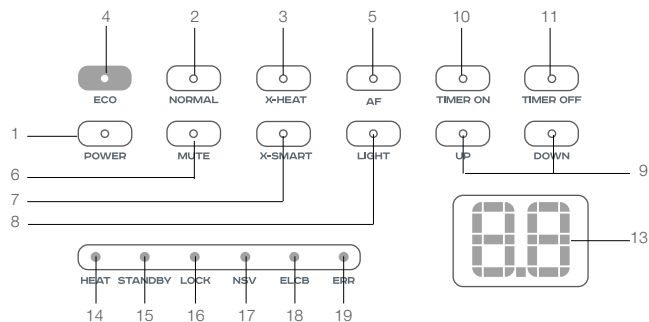 4 2 3 5 10 11
ECO NORMAL X-HEAT AF TIMER ON TIMER OFF
1
POWER MUTE X-SMART LIGHT UP DOWN
6 9
7
8
8.8 13
HEAT STANDBY LOCK NSV ELCB ERR
14 15 16 17 18 19